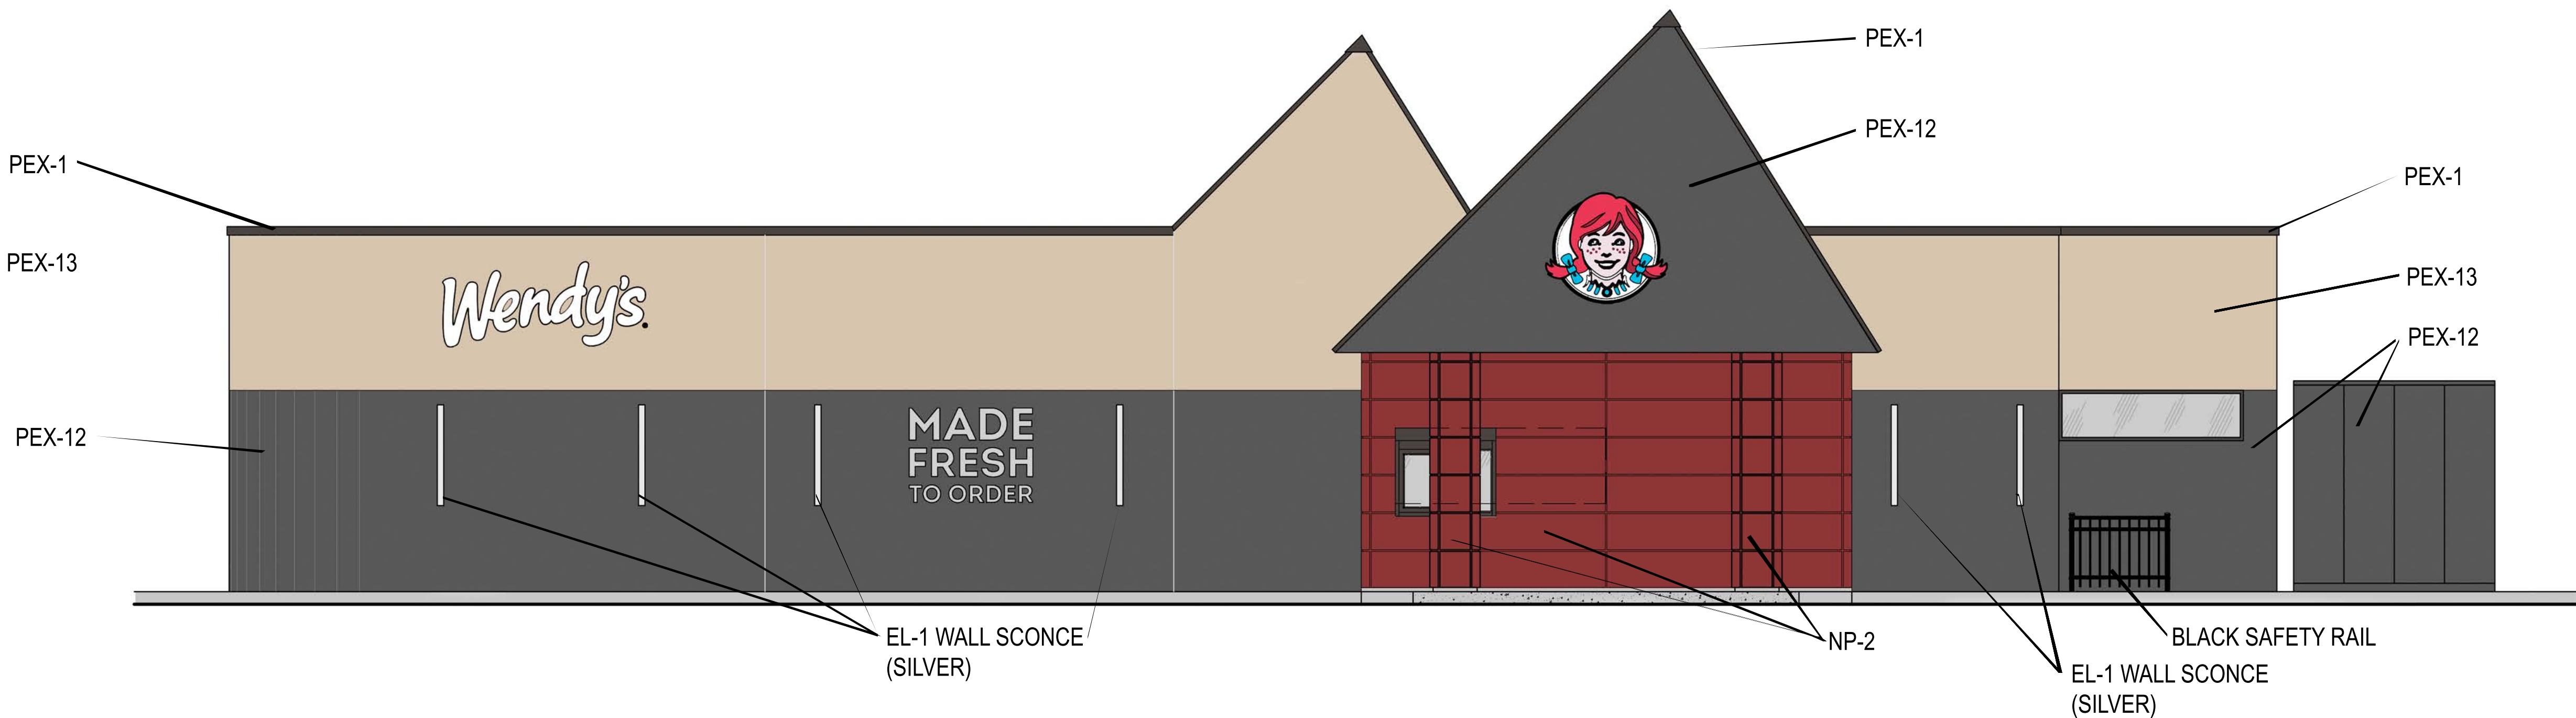 PEX-1
PEX-12
PEX-1
PEX-1
PEX-13
PEX-13
Wendy's.
PEX-12
PEX-12
MADE
FRESH
TO ORDER
EL-1 WALL SCONCE
(SILVER)
NP-2
BLACK SAFETY RAIL
EL-1 WALL SCONCE
(SILVER)